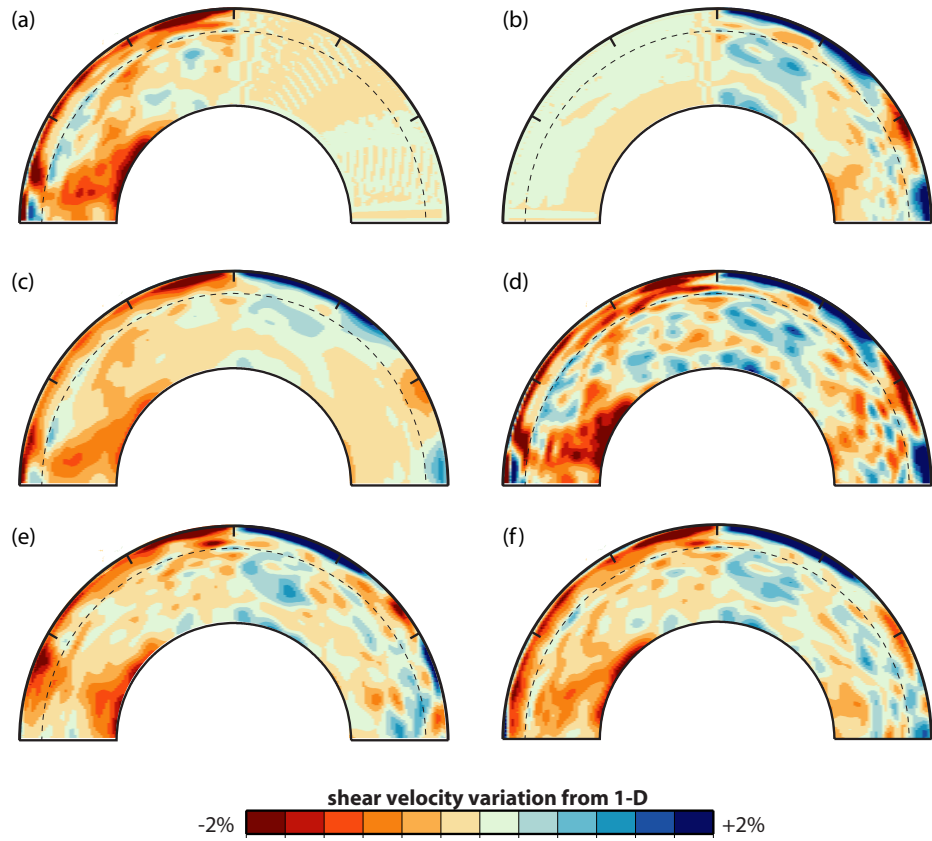 (a)
(b)
(c)
(d)
(e)
(f)
shear velocity variation from 1-D
-2%
+2%